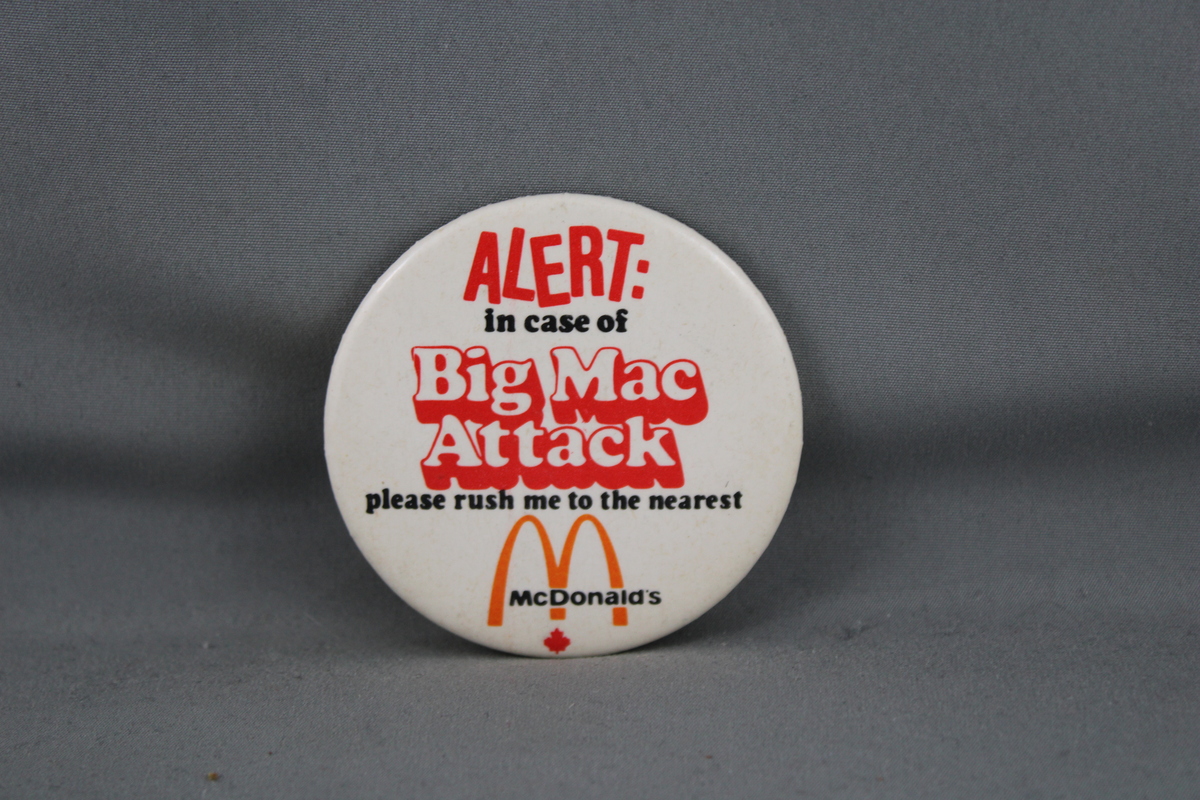 ALERT:
in case of
Big Mac
Attack
please rush me to the nearest
McDonald's